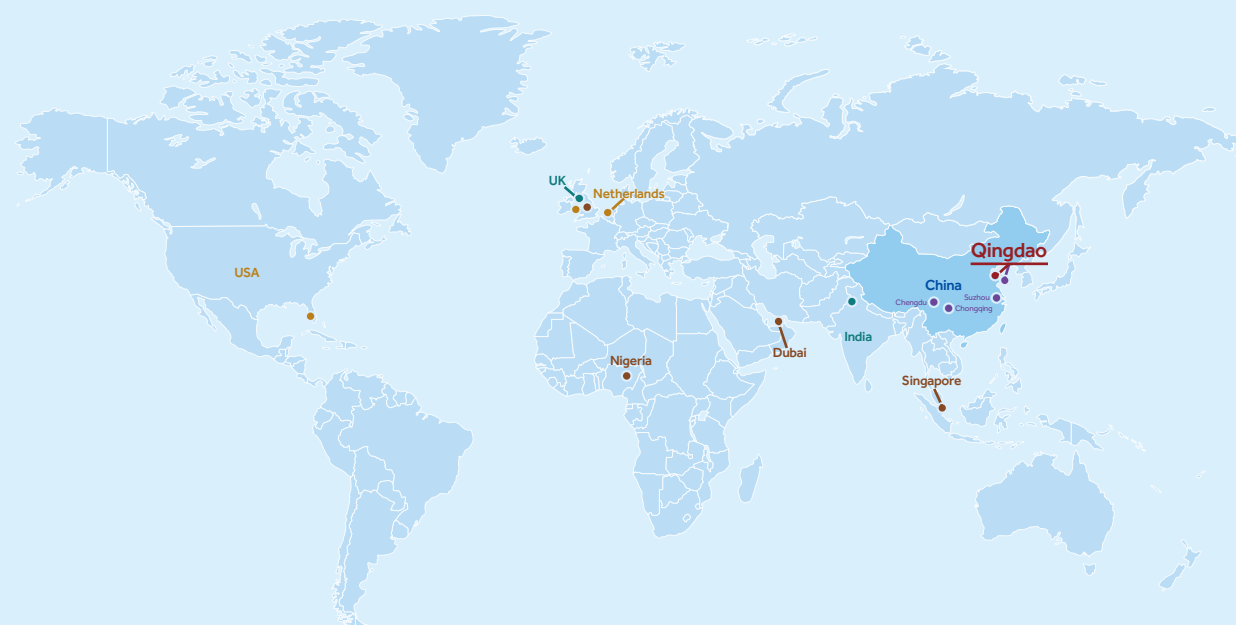 UK
Netherlands
Qingdao
USA
China
Suzhou
Chengdu
Chongqing
India
Dubai
Nigeria
Singapore